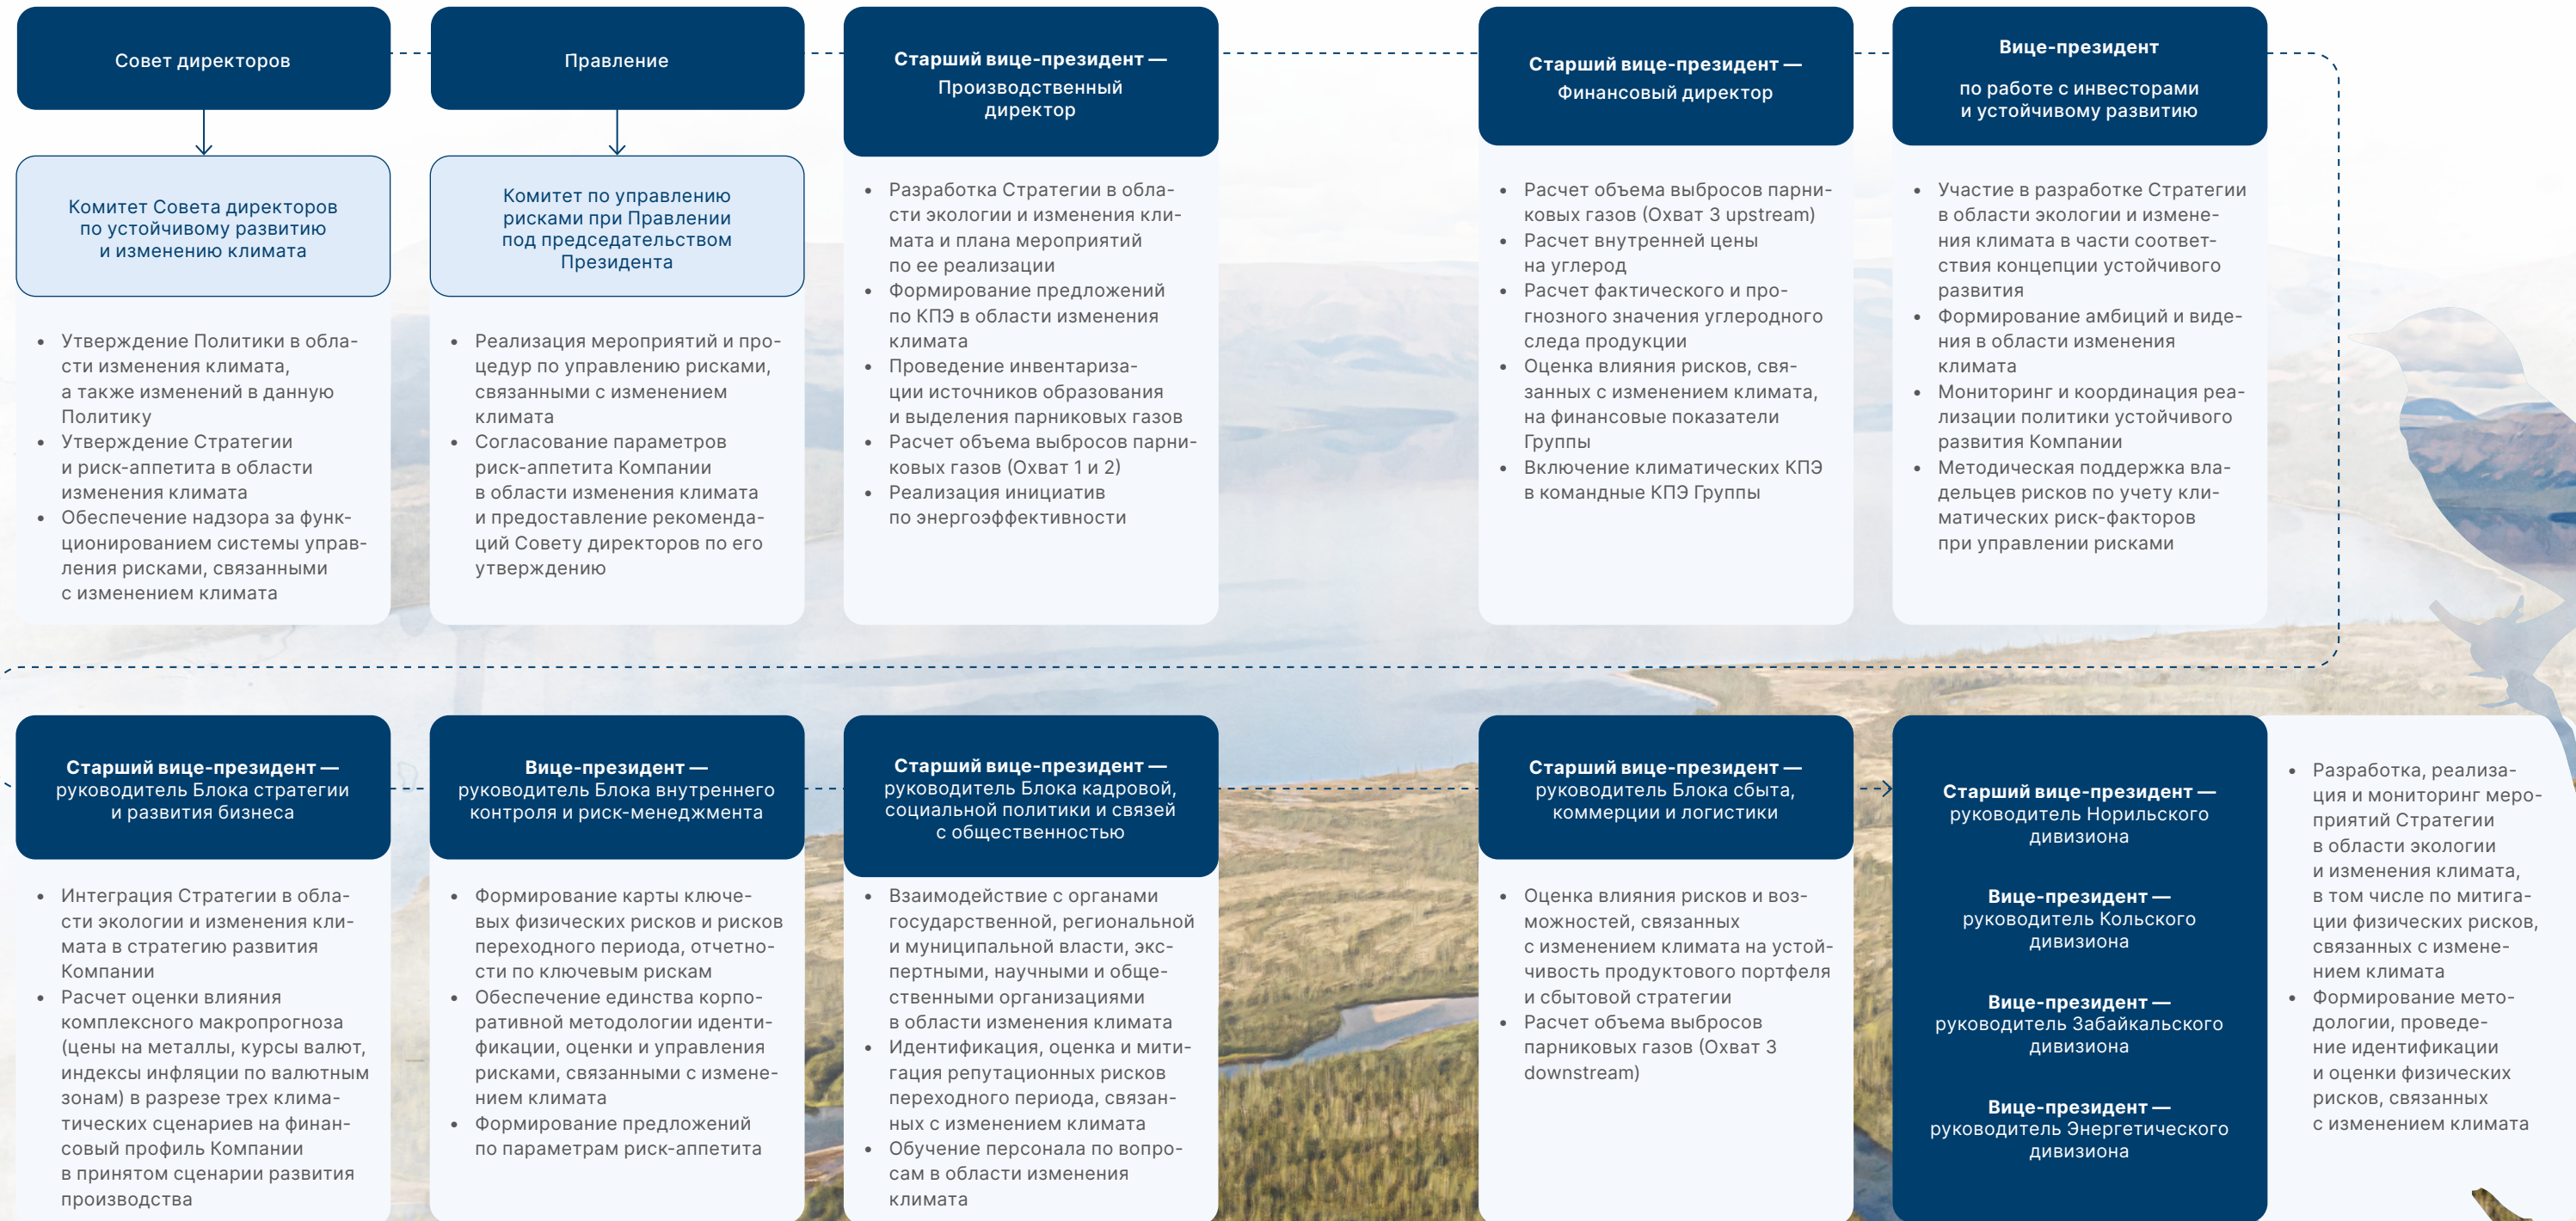 Совет директоров
Комитет Совета директоров
по устойчивому развитию
и изменению климата
• Утверждение Политики в обла-
сти изменения климата,
а также изменений в данную
Политику
• Утверждение Стратегии
и риск-аппетита в области
изменения климата
• Обеспечение надзора за функ-
ционированием системы управ-
ления рисками, связанными
с изменением климата
Правление
Комитет по управлению
рисками при Правлении
под председательством
Президента
• Реализация мероприятий и про-
цедур по управлению рисками,
связанными с изменением
климата
• Согласование параметров
риск-аппетита Компании
в области изменения климата
и предоставление рекоменда-
ций Совету директоров по его
утверждению
Старший вице-президент —
Производственный
директор
• Разработка Стратегии в обла-
сти экологии и изменения кли-
мата и плана мероприятий
по ее реализации
• Формирование предложений
по КПЭ в области изменения
климата
• Проведение инвентариза-
ции источников образования
и выделения парниковых газов
• Расчет объема выбросов парни-
ковых газов (Охват 1 и 2)
• Реализация инициатив
по энергоэффективности
Старший вице-президент —
Финансовый директор
• Расчет объема выбросов парни-
ковых газов (Охват 3 upstream)
• Расчет внутренней цены
на углерод
• Расчет фактического и про-
гнозного значения углеродного
следа продукции
• Оценка влияния рисков, свя-
занных с изменением климата,
на финансовые показатели
Группы
• Включение климатических КПЭ
в командные КПЭ Группы
Вице-президент
по работе с инвесторами
и устойчивому развитию
• Участие в разработке Стратегии
в области экологии и измене-
ния климата в части соответ-
ствия концепции устойчивого
развития
• Формирование амбиций и виде-
ния в области изменения
климата
• Мониторинг и координация реа-
лизации политики устойчивого
развития Компании
• Методическая поддержка вла-
дельцев рисков по учету кли-
матических риск-факторов
при управлении рисками
Старший вице-президент —
руководитель Блока стратегии
и развития бизнеса
• Интеграция Стратегии в обла-
сти экологии и изменения кли-
мата в стратегию развития
Компании
• Расчет оценки влияния
комплексного макропрогноза
(цены на металлы, курсы валют,
индексы инфляции по валютным
зонам) в разрезе трех клима-
тических сценариев на финан-
совый профиль Компании
в принятом сценарии развития
производства
Вице-президент —
руководитель Блока внутреннего
контроля и риск-менеджмента
• Формирование карты ключе-
вых физических рисков и рисков
переходного периода, отчетно-
сти по ключевым рискам
• Обеспечение единства корпо-
ративной методологии иденти-
фикации, оценки и управления
рисками, связанными с измене-
нием климата
• Формирование предложений
по параметрам риск-аппетита
Старший вице-президент —
руководитель Блока кадровой,
социальной политики и связей
с общественностью
• Взаимодействие с органами
государственной, региональной
и муниципальной власти, экс-
пертными, научными и обще-
ственными организациями
в области изменения климата
• Идентификация, оценка и мити-
гация репутационных рисков
переходного периода, связан-
ных с изменением климата
• Обучение персонала по вопро-
сам в области изменения
климата
Старший вице-президент —
руководитель Блока сбыта,
коммерции и логистики
• Оценка влияния рисков и воз-
можностей, связанных
с изменением климата на устой-
чивость продуктового портфеля
и сбытовой стратегии
• Расчет объема выбросов
парниковых газов (Охват 3
downstream)
Старший вице-президент —
руководитель Норильского
дивизиона
Вице-президент —
руководитель Кольского
дивизиона
Вице-президент —
руководитель Забайкальского
дивизиона
Вице-президент —
руководитель Энергетического
дивизиона
• Разработка, реализа-
ция и мониторинг меро-
приятий Стратегии
в области экологии
и изменения климата,
в том числе по митига-
ции физических рисков,
связанных с измене-
нием климата
• Формирование мето-
дологии, проведе-
ние идентификации
и оценки физических
рисков, связанных
с изменением климата